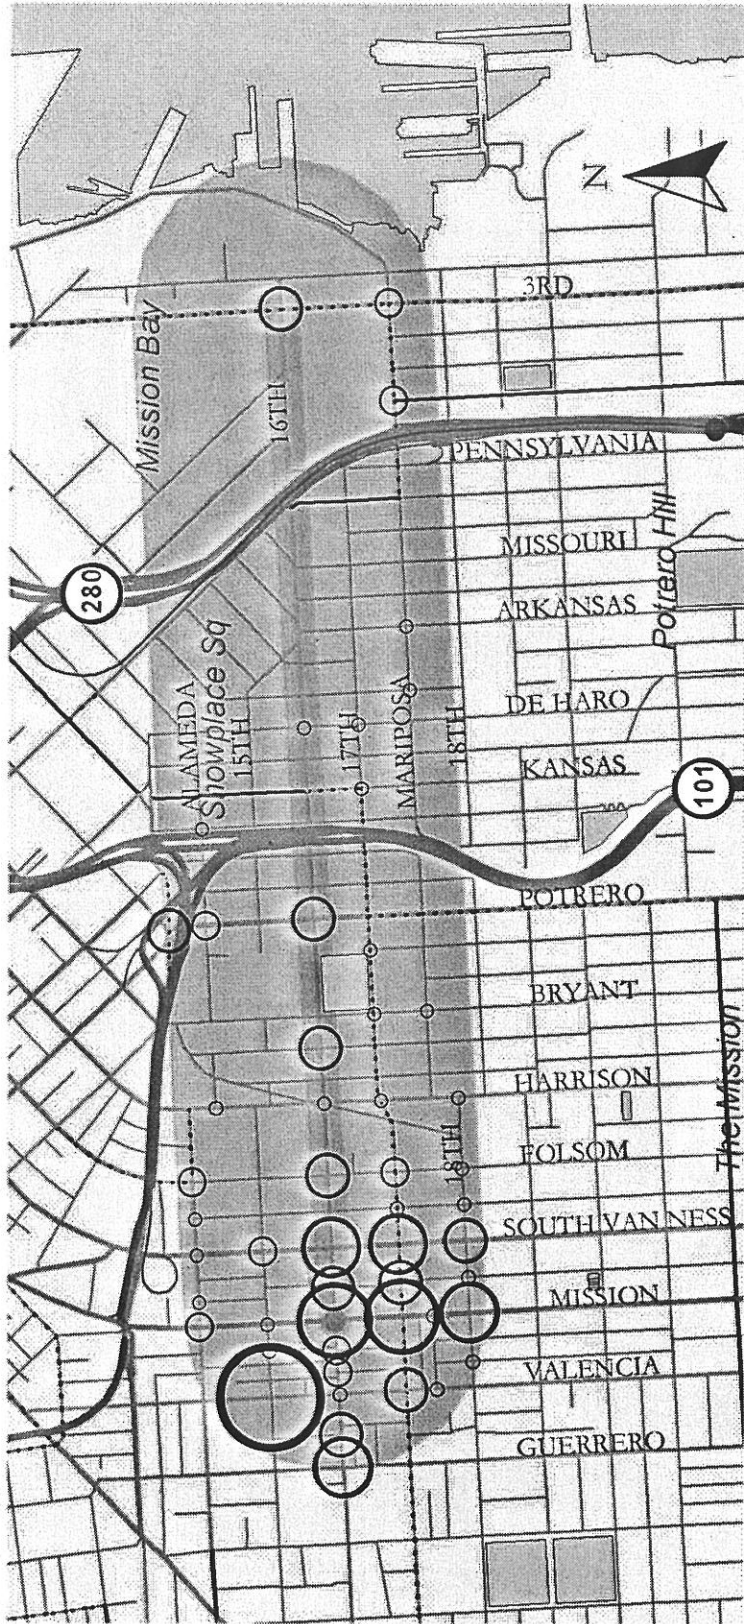 N
3RD
Mission Bay
16TH
PENNSYLVANIA
MISSOURI
Potrero Hill
280
ARKANSAS
ALAMEDA
Showplace Sq
15TH
17TH
MARIPOSA
18TH
DE HARO
KANSAS
101
POTRERO
BRYANT
HARRISON
The Mission
FOLSOM
18TH
SOUTH VAN NESS
MISSION
VALENCIA
GUERRERO